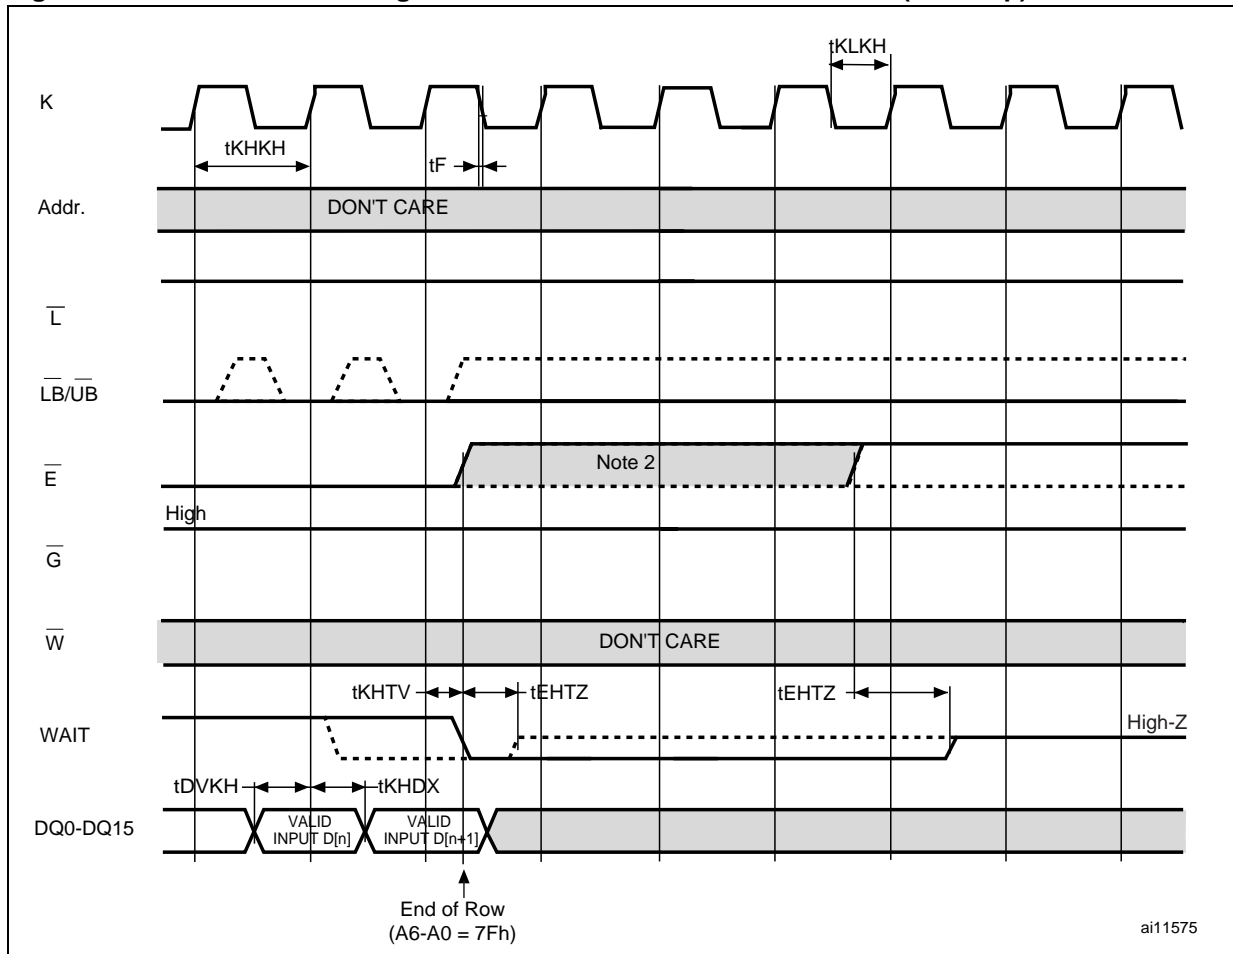 tKLKH
K
tKHKH
tF
Addr.
DON'T CARE
L
LB/UB
E
Note 2
High
G
W
DON'T CARE
tKHTV
tEHTZ
tEHTZ
WAIT
High-Z
tDVKH
tKHDX
DQ0-DQ15
VALID
INPUT D[n]
VALID
INPUT D[n+1]
End of Row
(A6-A0 = 7Fh)
ai11575